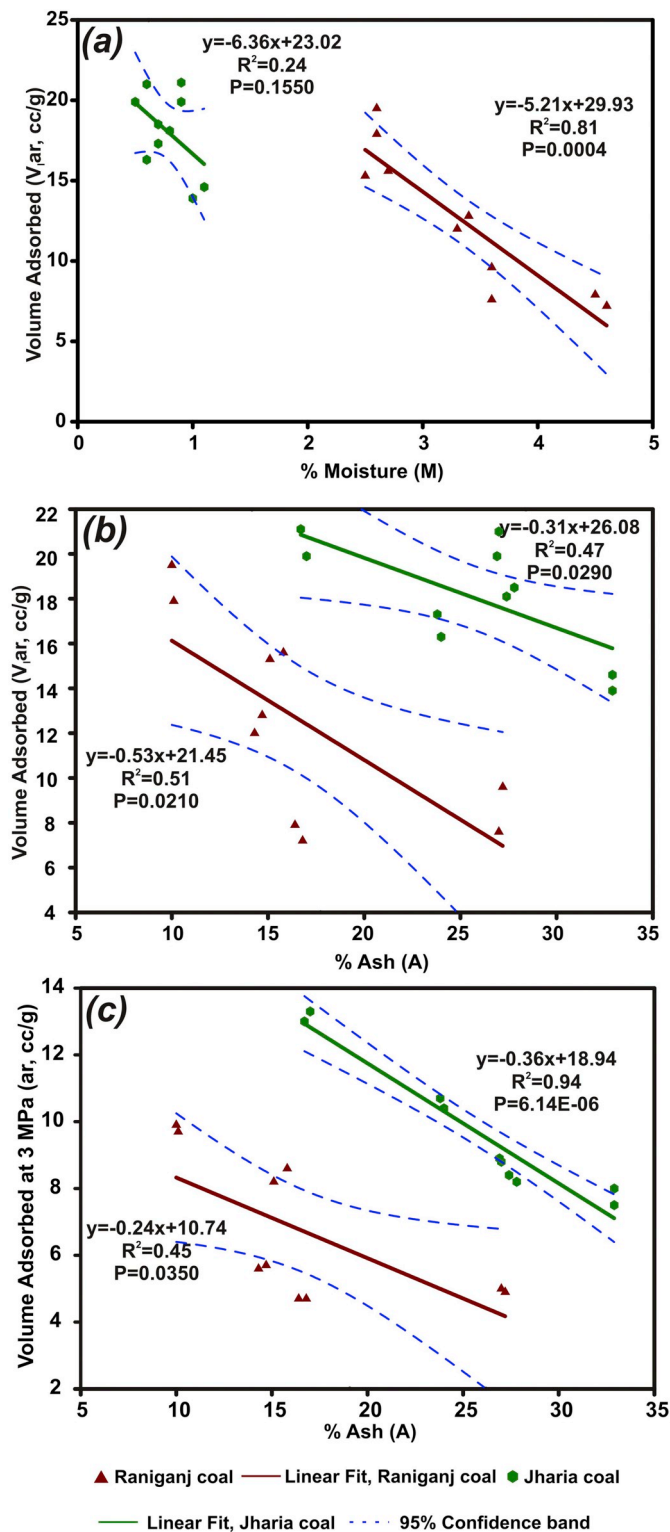 (a)
y=-6.36x+23.02
R²=0.24
P=0.1550
y=-5.21x+29.93
R²=0.81
P=0.0004
Volume Adsorbed (Vₗar, cc/g)
25
20
15
10
5
0
0 1 2 3 4 5
% Moisture (M)
(b)
y=-0.31x+26.08
R²=0.47
P=0.0290
y=-0.53x+21.45
R²=0.51
P=0.0210
Volume Adsorbed (Vₗar, cc/g)
22
20
18
16
14
12
10
8
6
4
5 10 15 20 25 30 35
% Ash (A)
(c)
y=-0.36x+18.94
R²=0.94
P=6.14E-06
y=-0.24x+10.74
R²=0.45
P=0.0350
Volume Adsorbed at 3 MPa (ar, cc/g)
14
12
10
8
6
4
2
5 10 15 20 25 30 35
% Ash (A)
Raniganj coal Linear Fit, Raniganj coal Jharia coal
Linear Fit, Jharia coal 95% Confidence band